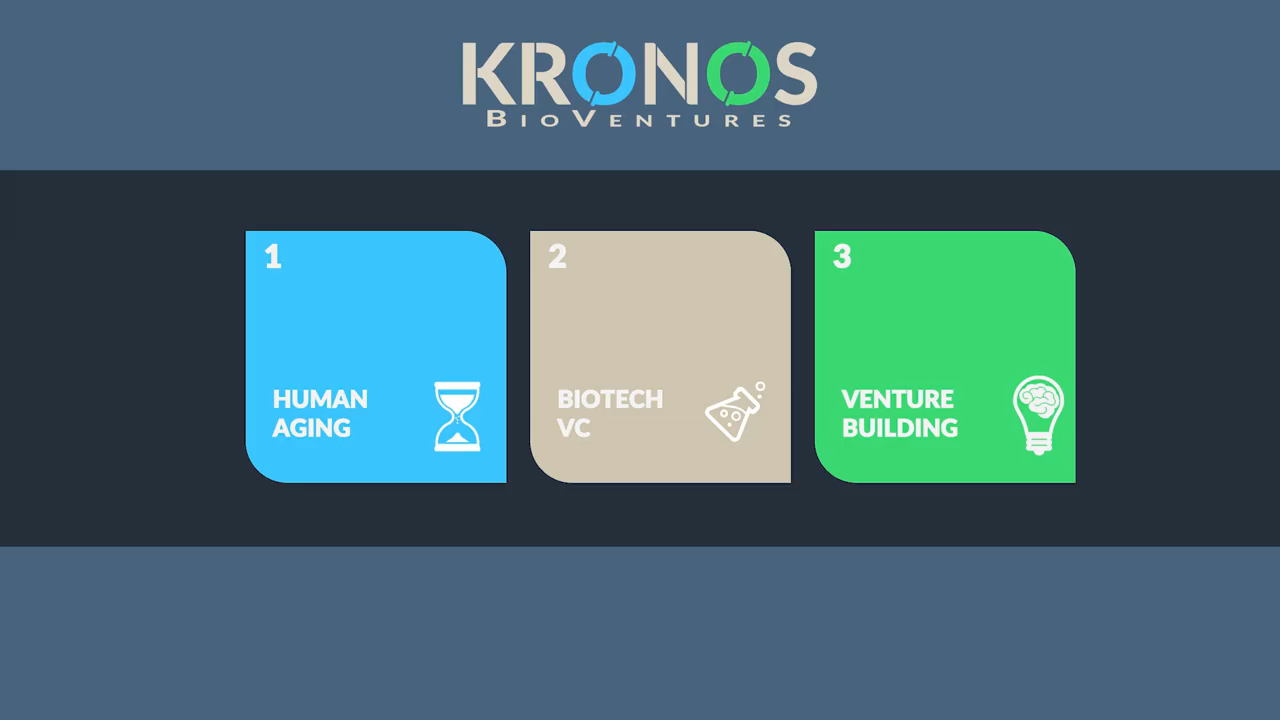 KRONOS
BIOVENTURES
1
HUMAN
AGING
2
BIOTECH
VC
3
VENTURE
BUILDING